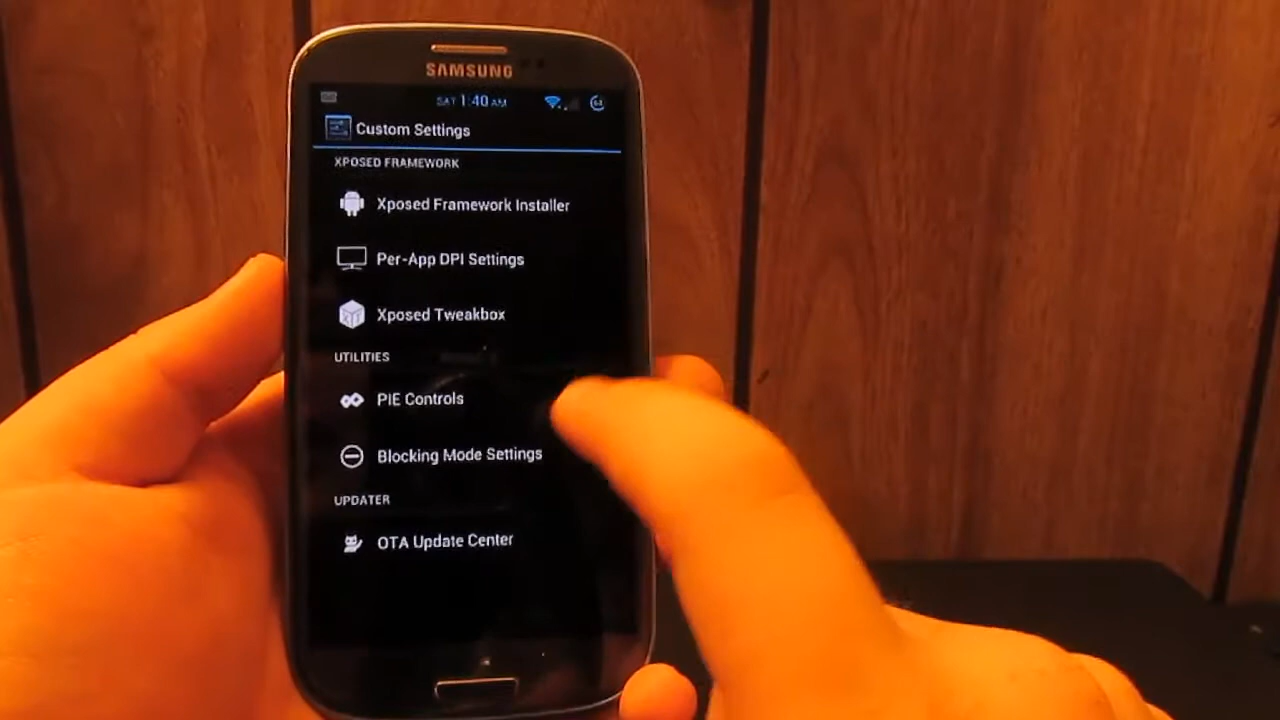 SAMSUNG
SAT 1:40 AM
Custom Settings
XPOSED FRAMEWORK
Xposed Framework Installer
Per-App DPI Settings
Xposed Tweakbox
UTILITIES
PIE Controls
Blocking Mode Settings
UPDATER
OTA Update Center